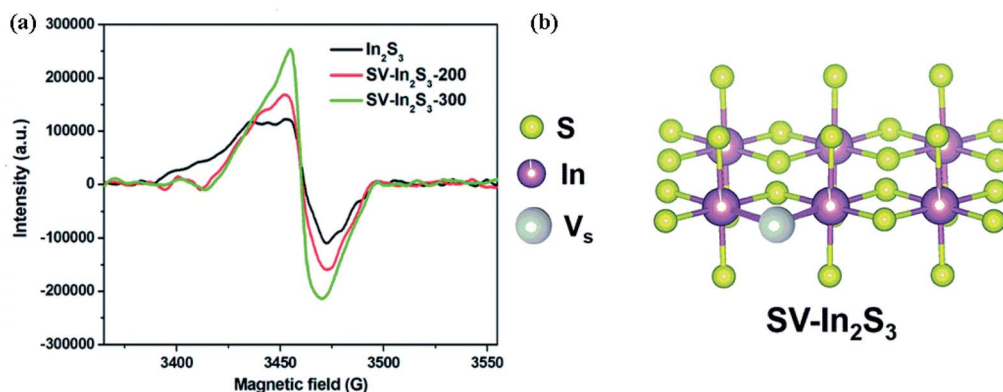 (a)
300000
200000
100000
0
-100000
-200000
-300000
Intensity (a.u.)
In₂S₃
SV-In₂S₃-200
SV-In₂S₃-300
3400
3450
3500
3550
Magnetic field (G)
(b)
S
In
Vₛ
SV-In₂S₃